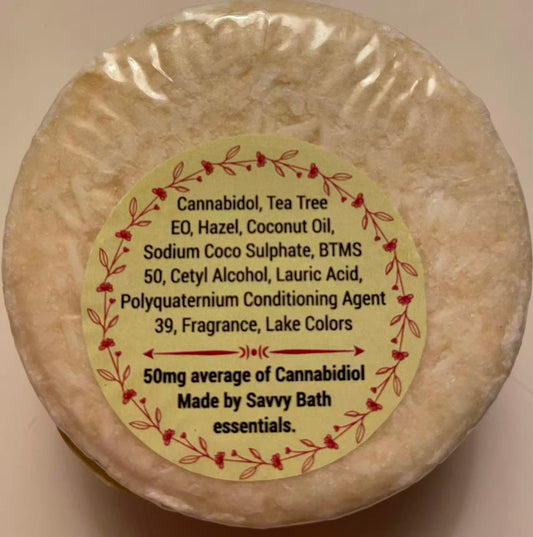 Cannabidol, Tea Tree
EO, Hazel, Coconut Oil,
Sodium Coco Sulphate, BTMS
50, Cetyl Alcohol, Lauric Acid,
Polyquaternium Conditioning Agent
39, Fragrance, Lake Colors
50mg average of Cannabidiol
Made by Savvy Bath
essentials.